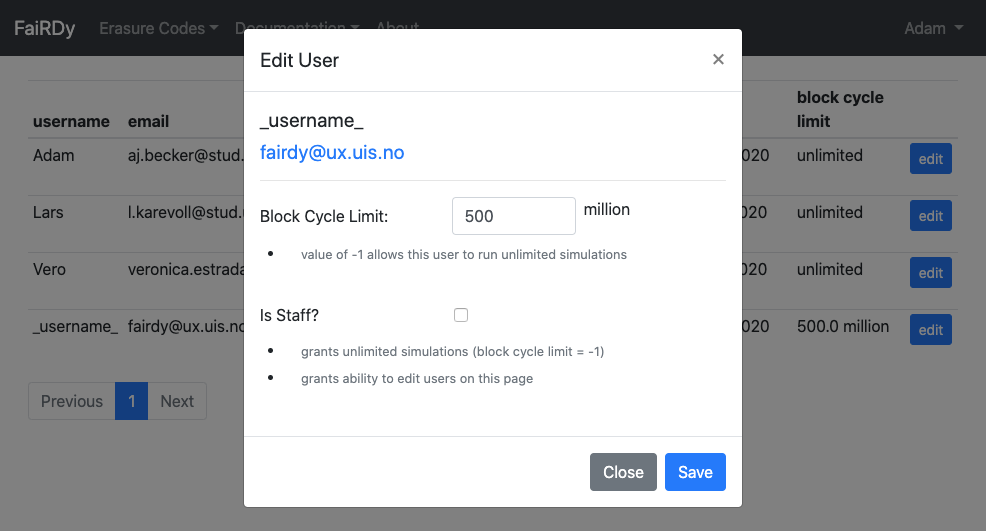 FaiRDy Erasure Codes Documentation About Adam
Edit User ×
_username_
fairdy@ux.uis.no
Block Cycle Limit: 500 million
value of -1 allows this user to run unlimited simulations
Is Staff?
grants unlimited simulations (block cycle limit = -1)
grants ability to edit users on this page
Close Save
username email block cycle
limit
Adam aj.becker@stud. 2020 unlimited edit
Lars l.karevoll@stud. 020 unlimited edit
Vero veronica.estrada 020 unlimited edit
_username_ fairdy@ux.uis.no 020 500.0 million edit
Previous 1 Next